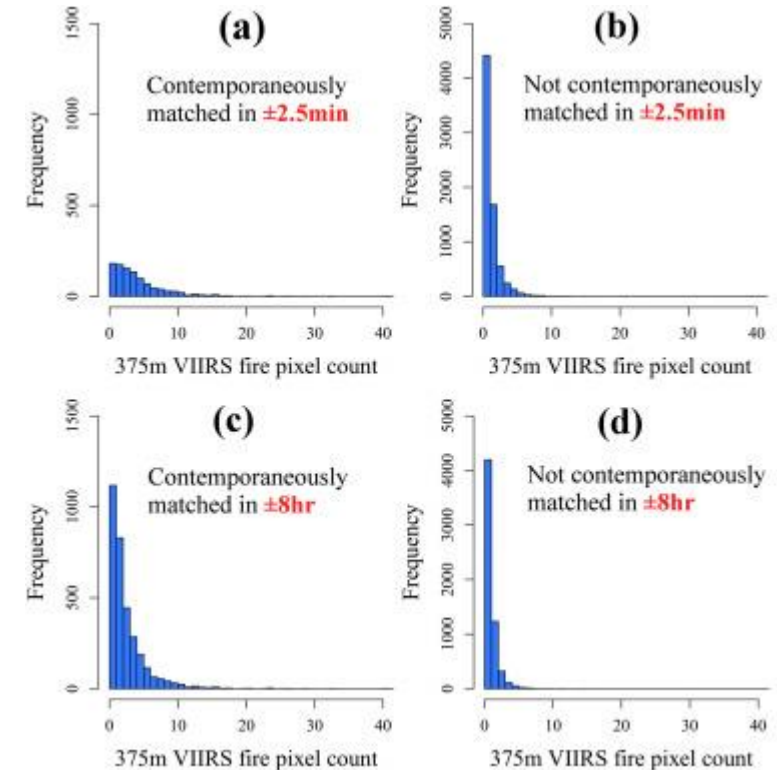 (a)
Contemporaneously
matched in ±2.5min
Frequency
0 500 1000 1500
0 10 20 30 40
375m VIIRS fire pixel count
(b)
Not contemporaneously
matched in ±2.5min
Frequency
0 1000 2000 3000 4000 5000
0 10 20 30 40
375m VIIRS fire pixel count
(c)
Contemporaneously
matched in ±8hr
Frequency
0 500 1000 1500
0 10 20 30 40
375m VIIRS fire pixel count
(d)
Not contemporaneously
matched in ±8hr
Frequency
0 1000 2000 3000 4000 5000
0 10 20 30 40
375m VIIRS fire pixel count